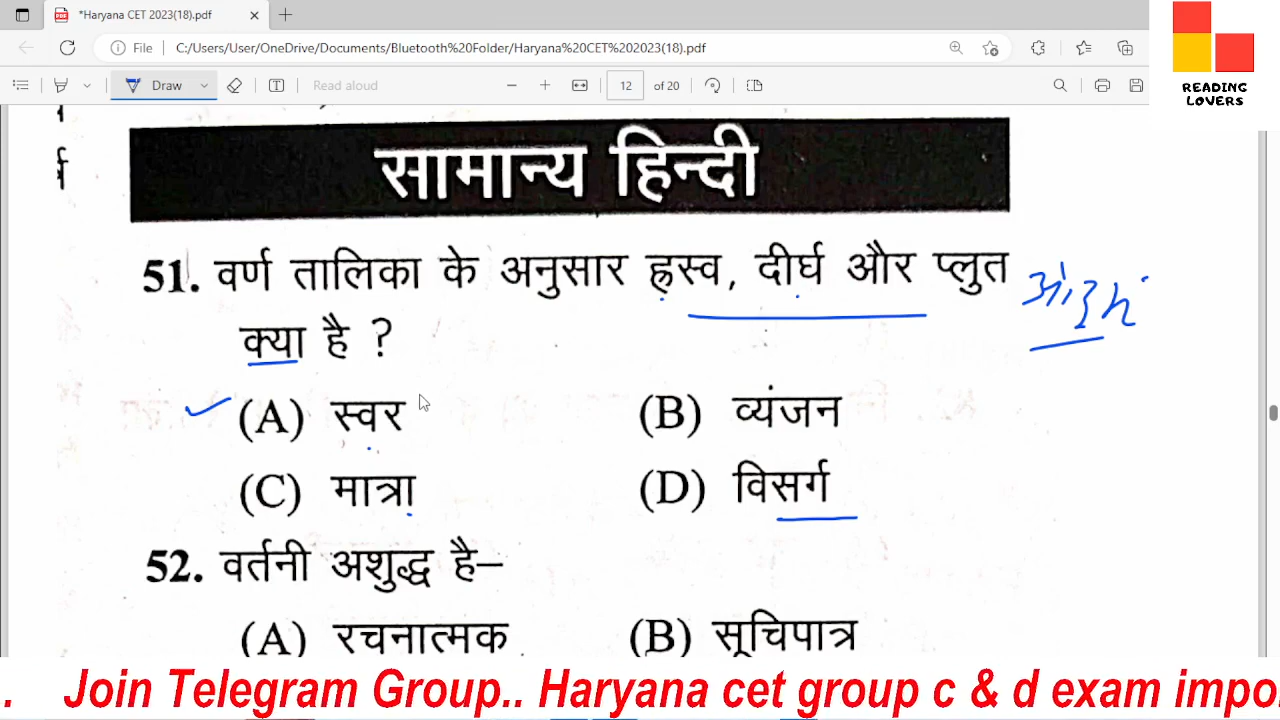 *Haryana CET 2023(18).pdf
File C:/Users/User/OneDrive/Documents/Bluetooth%20Folder/Haryana%20CET%202023(18).pdf
Draw Read aloud 12 of 20
READING
LOVERS
सामान्य हिन्दी
51. वर्ण तालिका के अनुसार ह्रस्व, दीर्घ और प्लुत
क्या है ?
(A) स्वर (B) व्यंजन
(C) मात्रा (D) विसर्ग
52. वर्तनी अशुद्ध है–
(A) रचनात्मक (B) सूचिपात्र
. Join Telegram Group.. Haryana cet group c & d exam impo